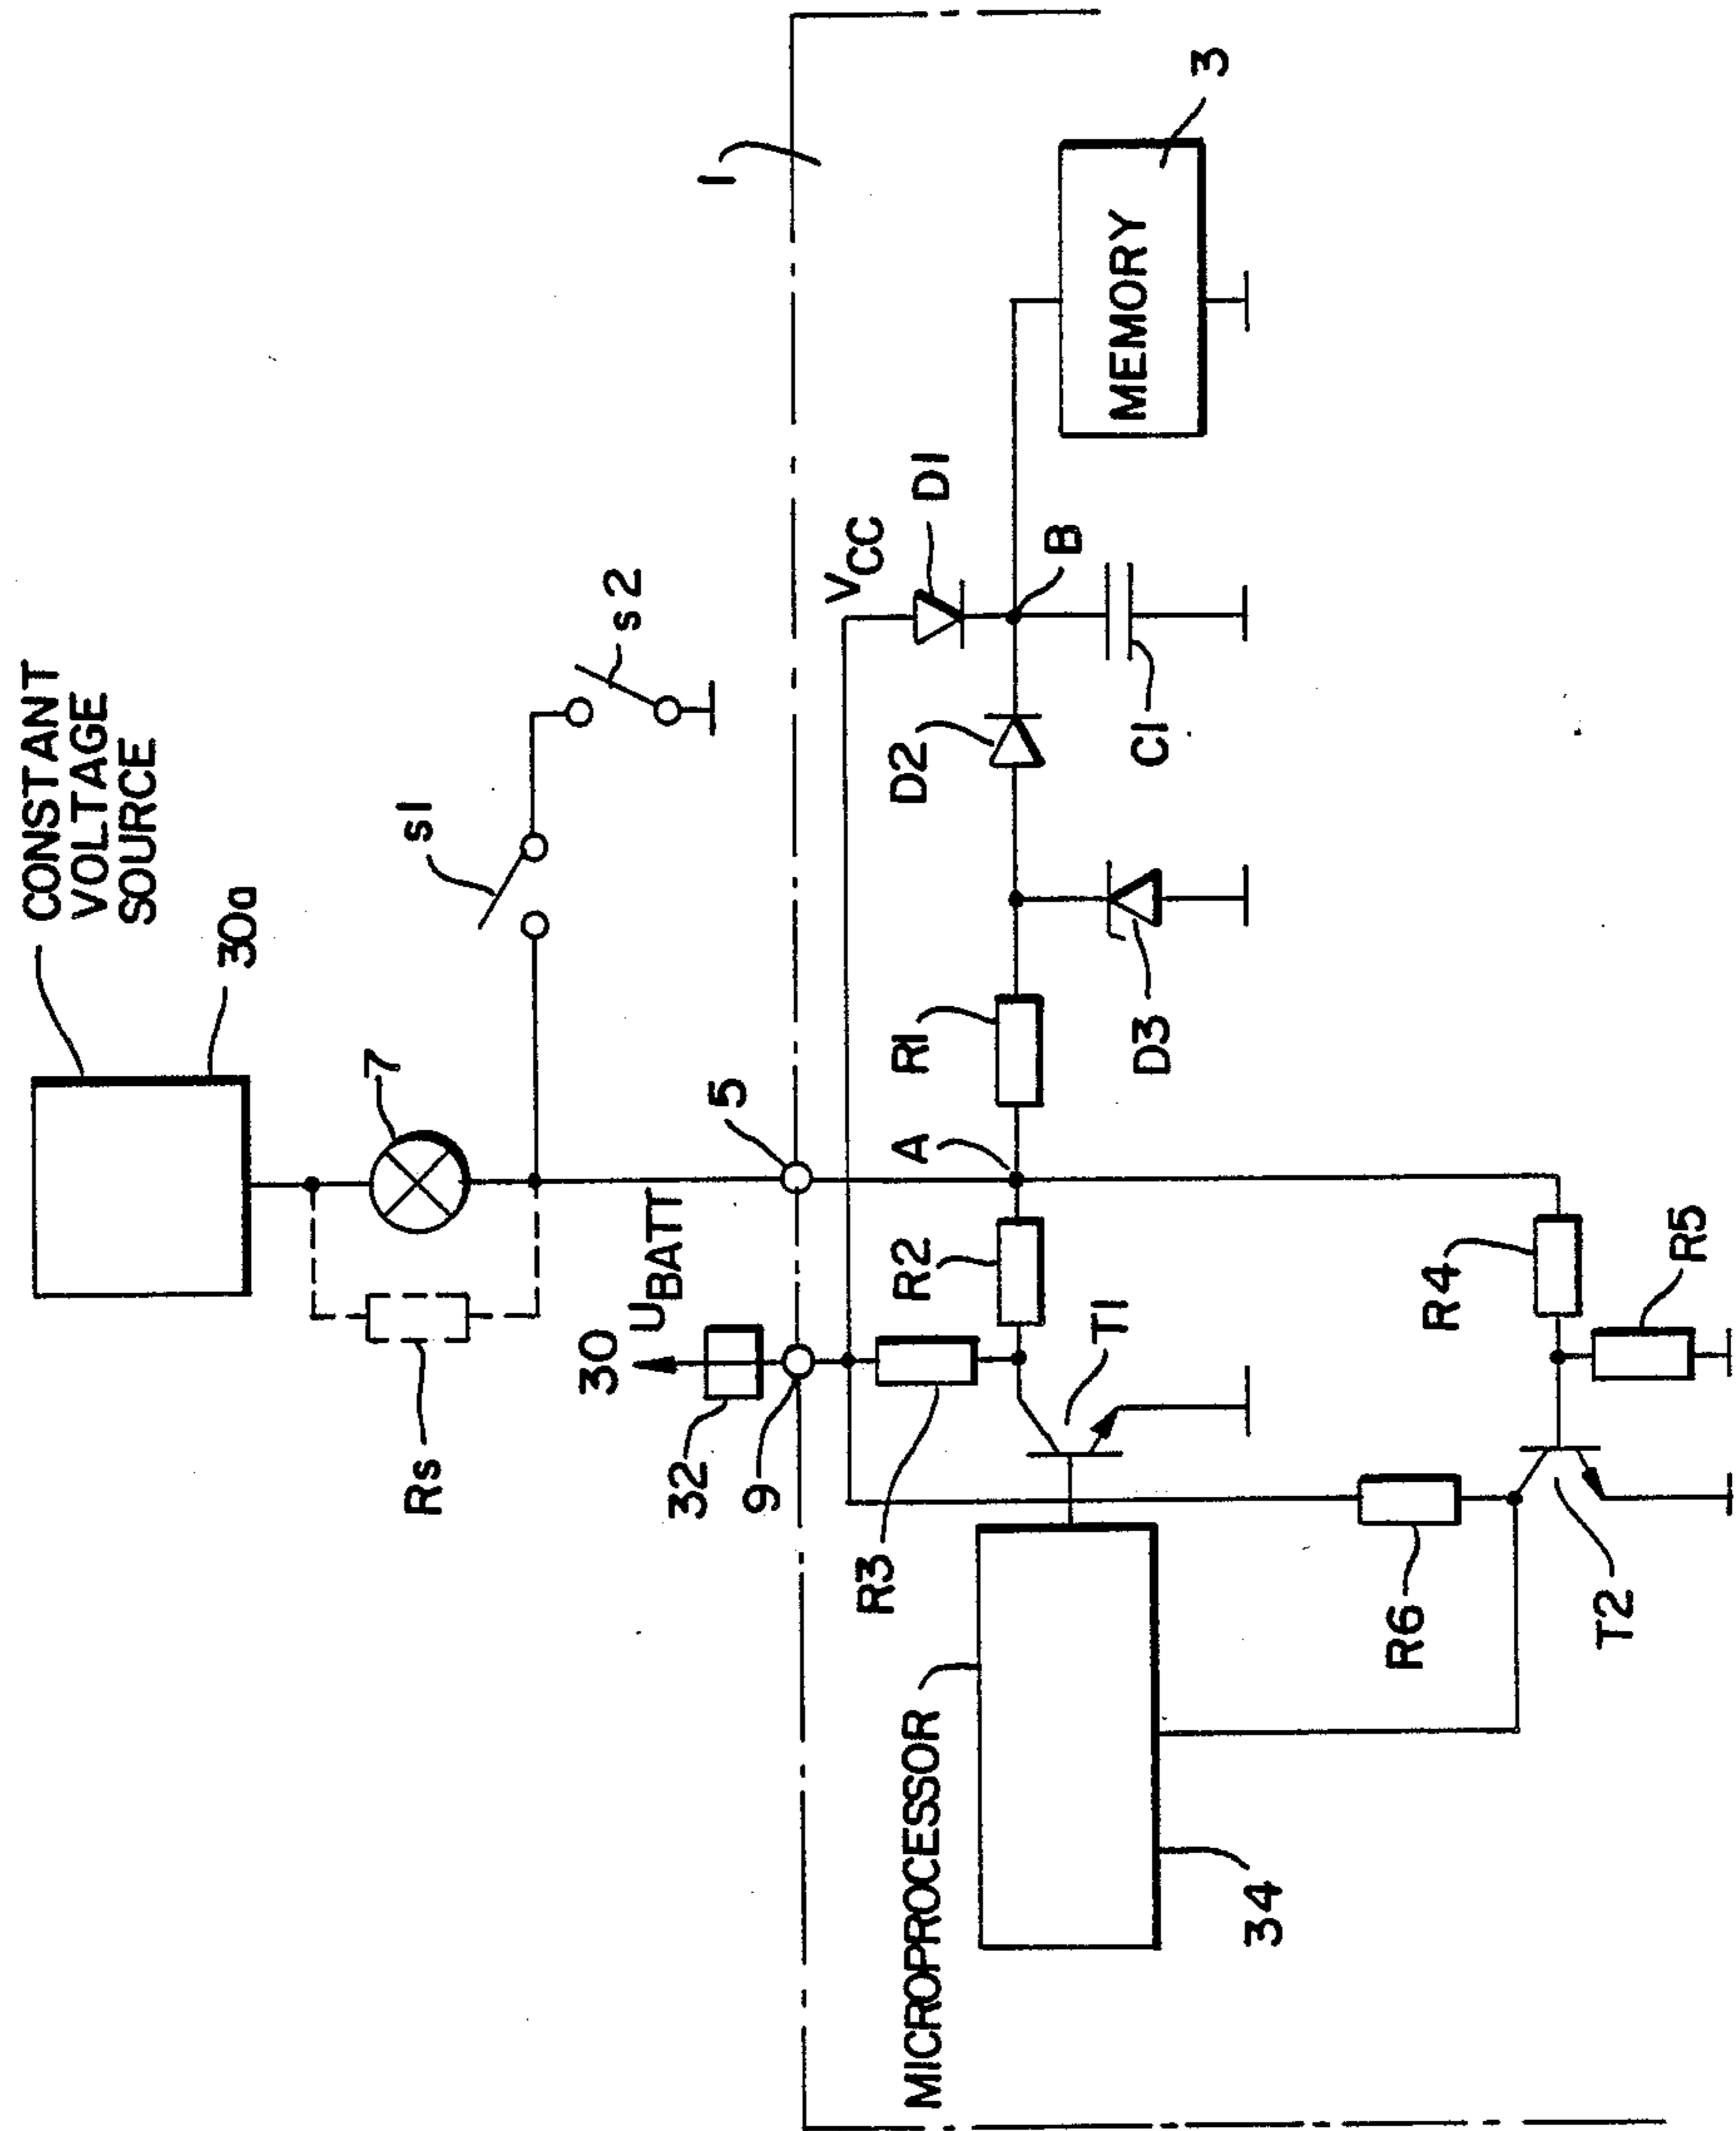 CONSTANT
VOLTAGE
SOURCE
30a
7
Rs
s1
s2
30
UBATT
32
9
5
1
VCC
D1
R3
R2
A
R1
D2
B
3
MEMORY
T1
D3
C1
MICROPROCESSOR
34
R6
R4
R5
T2